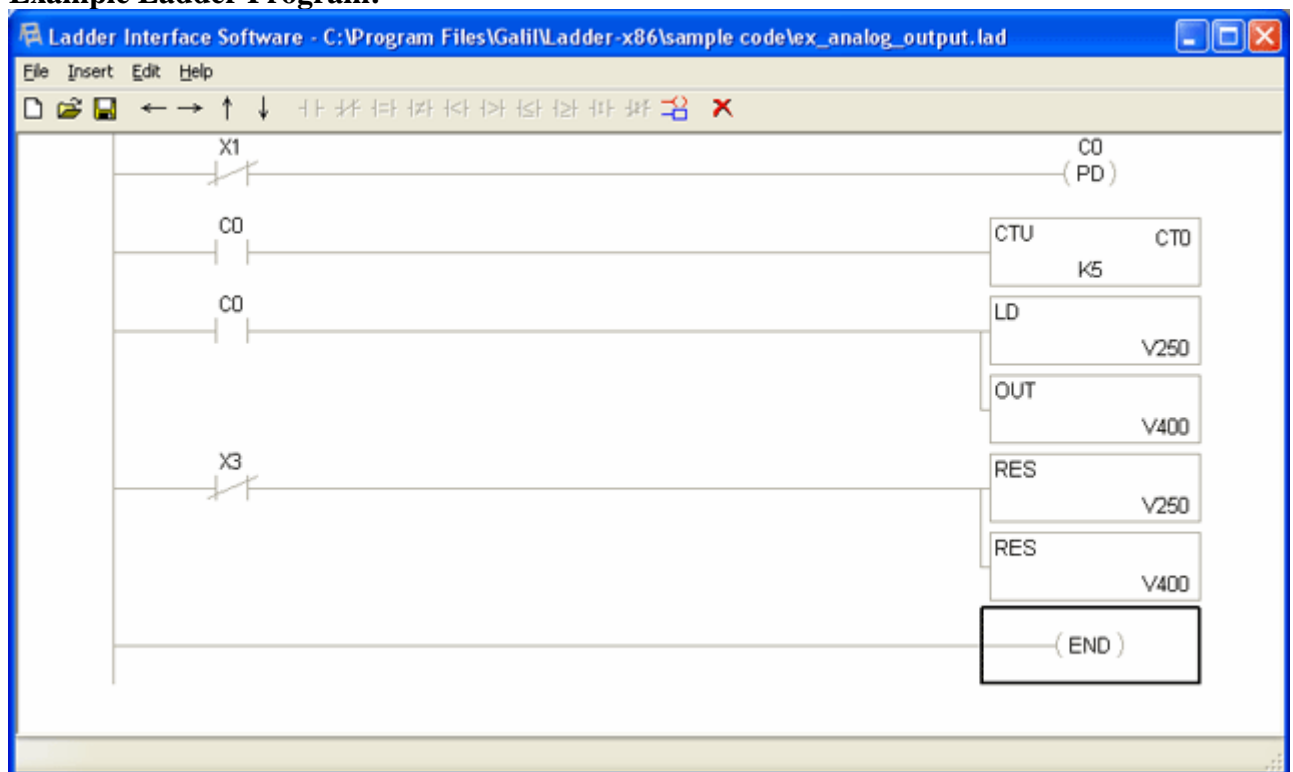 Example Ladder Program:
Ladder Interface Software - C:\Program Files\Galil\Ladder-x86\sample code\ex_analog_output.lad
File Insert Edit Help
X1 C0
( PD )
C0 CTU CT0
K5
C0 LD
V250
OUT
V400
X3 RES
V250
RES
V400
( END )